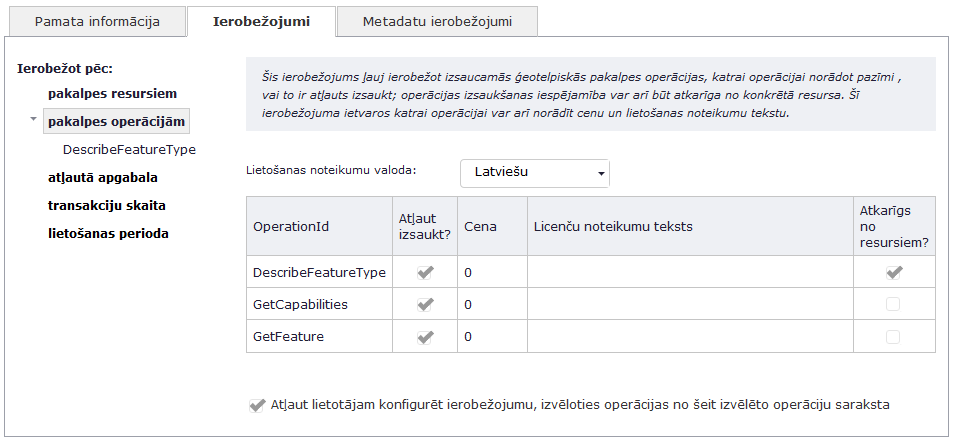 Pamata informācija
Ierobežojumi
Metadatu ierobežojumi
Ierobežot pēc:
pakalpes resursiem
pakalpes operācijām
DescribeFeatureType
atļautā apgabala
transakciju skaita
lietošanas perioda
Šis ierobežojums ļauj ierobežot izsaucamās ģeotelpiskās pakalpes operācijas, katrai operācijai norādot pazīmi ,
vai to ir atļauts izsaukt; operācijas izsaukšanas iespējamība var arī būt atkarīga no konkrētā resursa. Šī
ierobežojuma ietvaros katrai operācijai var arī norādīt cenu un lietošanas noteikumu tekstu.
Lietošanas noteikumu valoda:
Latviešu
OperationId
Atļaut izsaukt?
Cena
Licenču noteikumu teksts
Atkarīgs no resursiem?
DescribeFeatureType 0
GetCapabilities 0
GetFeature 0
Atļaut lietotājam konfigurēt ierobežojumu, izvēloties operācijas no šeit izvēlēto operāciju saraksta